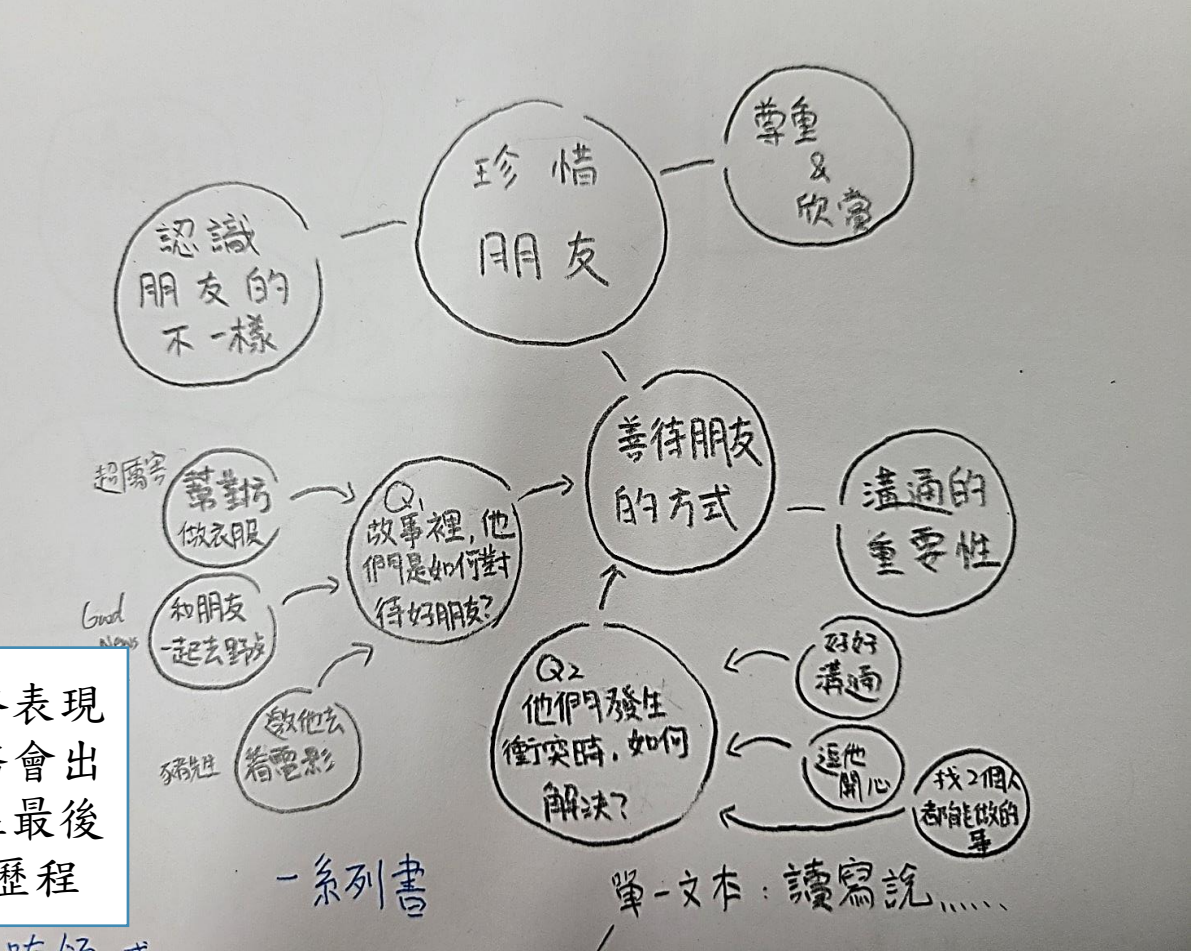 尊重
&
欣賞
珍惜
朋友
認識
朋友的
不一樣
善待朋友
的方式
溝通的
重要性
超厲害
幫對方
做衣服
Good
News
和朋友
一起去野餐
豬先生
邀他去
看電影
Q1
故事裡,他
們是如何對
待好朋友?
Q2
他們發生
衝突時,如何
解決?
好好
溝通
逗他
開心
找2個人
都能做的
事
表現
會出
最後
歷程
一系列書
單一文本:讀寫說......